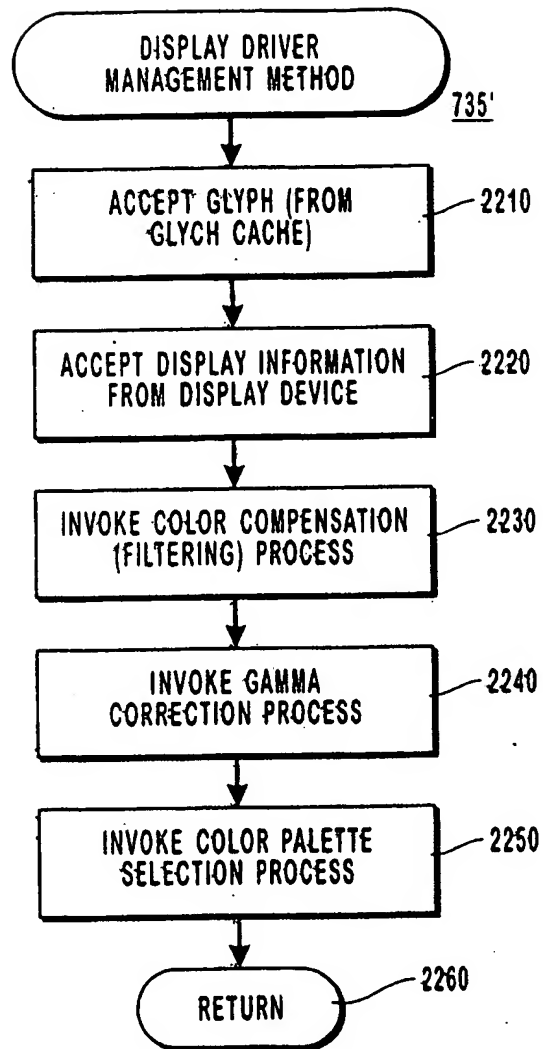 DISPLAY DRIVER
MANAGEMENT METHOD
735'
ACCEPT GLYPH (FROM
GLYCH CACHE)
2210
ACCEPT DISPLAY INFORMATION
FROM DISPLAY DEVICE
2220
INVOKE COLOR COMPENSATION
(FILTERING) PROCESS
2230
INVOKE GAMMA
CORRECTION PROCESS
2240
INVOKE COLOR PALETTE
SELECTION PROCESS
2250
RETURN
2260